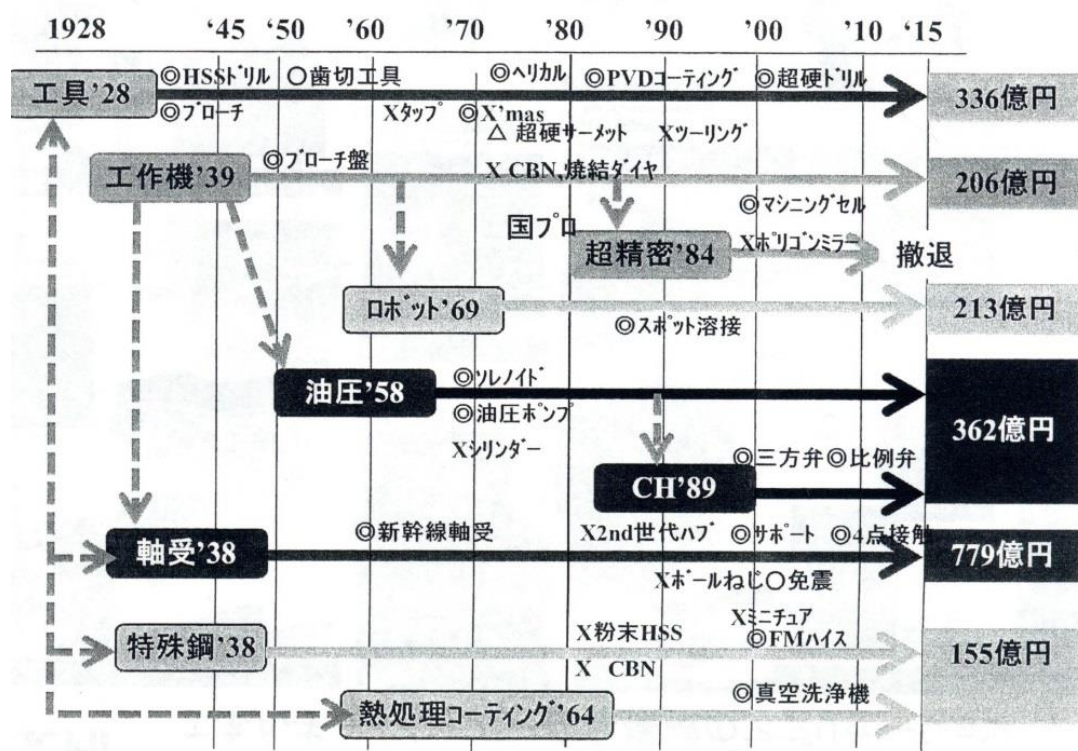 1928 '45 '50 '60 '70 '80 '90 '00 '10 '15
◎HSSドリル ○歯切工具 ◎ヘリカル ◎PVDコーティング ◎超硬ドリル
工具'28 336億円
◎ブローチ Xタップ ◎X'mas
△ 超硬サーメット Xツーリング
◎ブローチ盤 X CBN,焼結ダイヤ
工作機'39 206億円
◎マシニングセル
国プロ
超精密'84 Xポリゴンミラー 撤退
ロボット'69 213億円
◎スポット溶接
油圧'58 ◎ソレノイド
◎油圧ポンプ 362億円
Xシリンダー ◎三方弁◎比例弁
CH'89
◎新幹線軸受 X2nd世代ハブ ◎サポート ◎4点接触
軸受'38 779億円
Xボールねじ○免震
Xミニチュア
X粉末HSS ◎FMハイス
特殊鋼'38 155億円
X CBN
◎真空洗浄機
熱処理コーティング'64